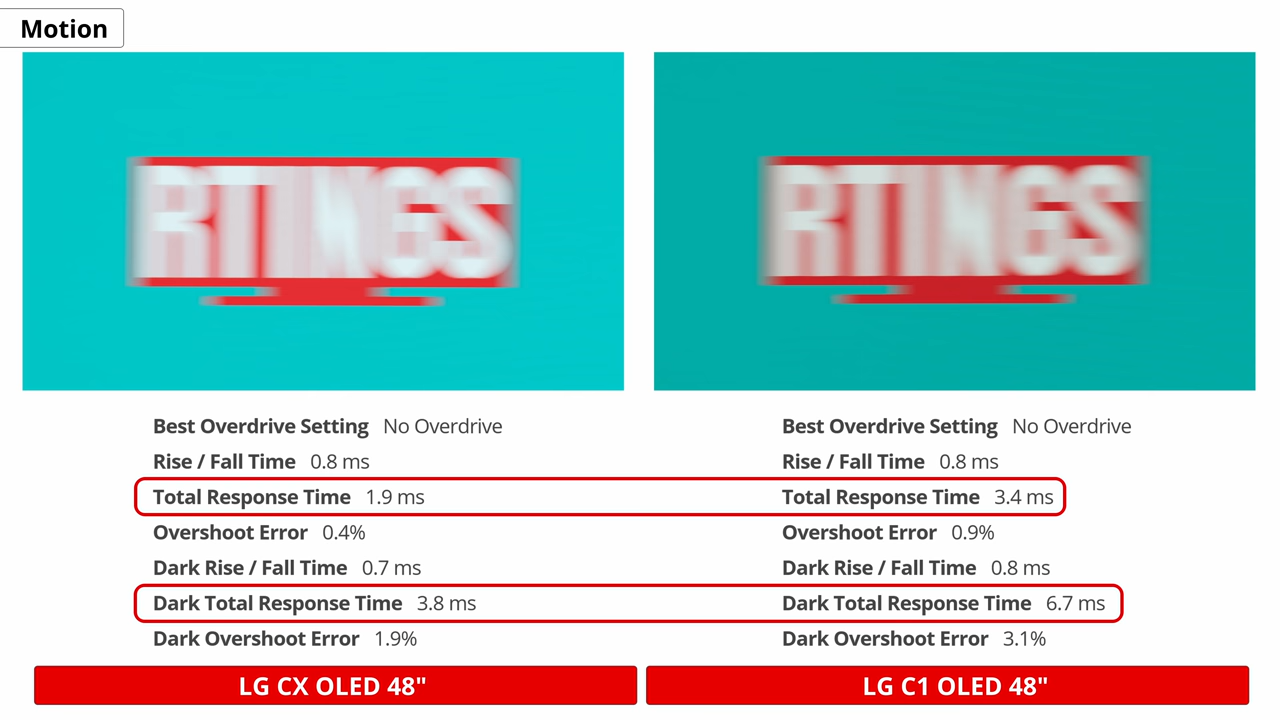 Motion
RTINGS
RTINGS
Best Overdrive Setting No Overdrive
Rise / Fall Time 0.8 ms
Total Response Time 1.9 ms
Overshoot Error 0.4%
Dark Rise / Fall Time 0.7 ms
Dark Total Response Time 3.8 ms
Dark Overshoot Error 1.9%
LG CX OLED 48"
Best Overdrive Setting No Overdrive
Rise / Fall Time 0.8 ms
Total Response Time 3.4 ms
Overshoot Error 0.9%
Dark Rise / Fall Time 0.8 ms
Dark Total Response Time 6.7 ms
Dark Overshoot Error 3.1%
LG C1 OLED 48"